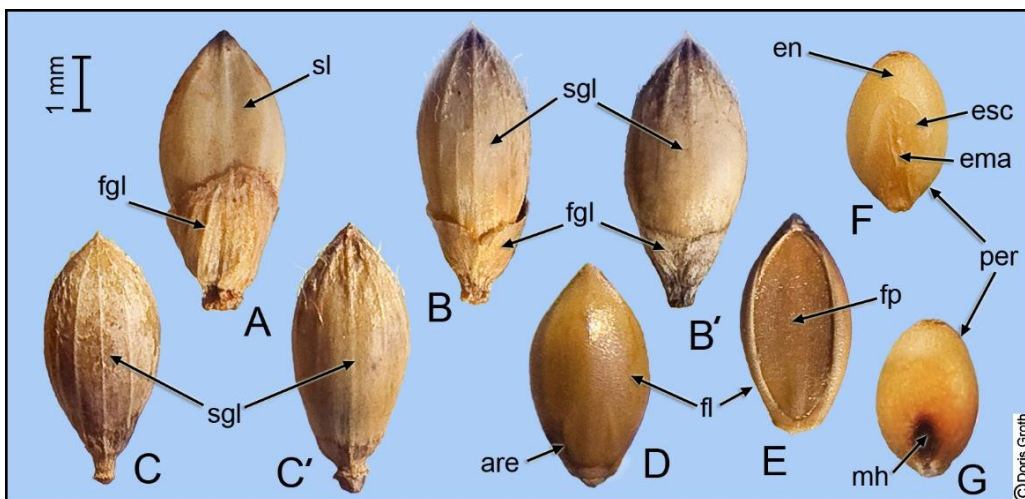 1 mm
sl
fgl
A
sgl
B
fgl
B′
en
esc
ema
F
per
sgl
C
C′
are
D
fl
fp
E
mh
G
© Doris Groth